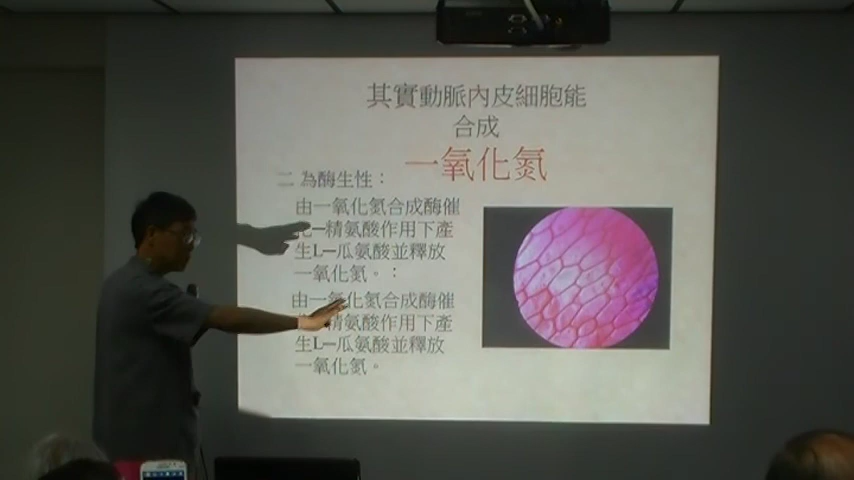 其實動脈內皮細胞能
合成
一氧化氮
二 為酶生性：
由一氧化氮合成酶催
化─精氨酸作用下產
生L─瓜氨酸並釋放
一氧化氮。：
由一氧化氮合成酶催
精氨酸作用下產
生L─瓜氨酸並釋放
一氧化氮。